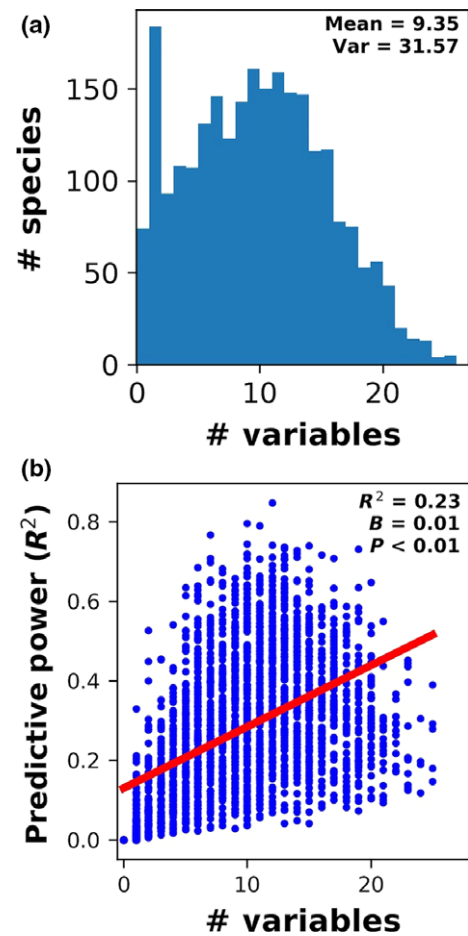 (a)
Mean = 9.35
Var = 31.57
# species
150
100
50
0
0 10 20
# variables
(b)
R² = 0.23
B = 0.01
P < 0.01
Predictive power (R²)
0.8
0.6
0.4
0.2
0.0
0 10 20
# variables